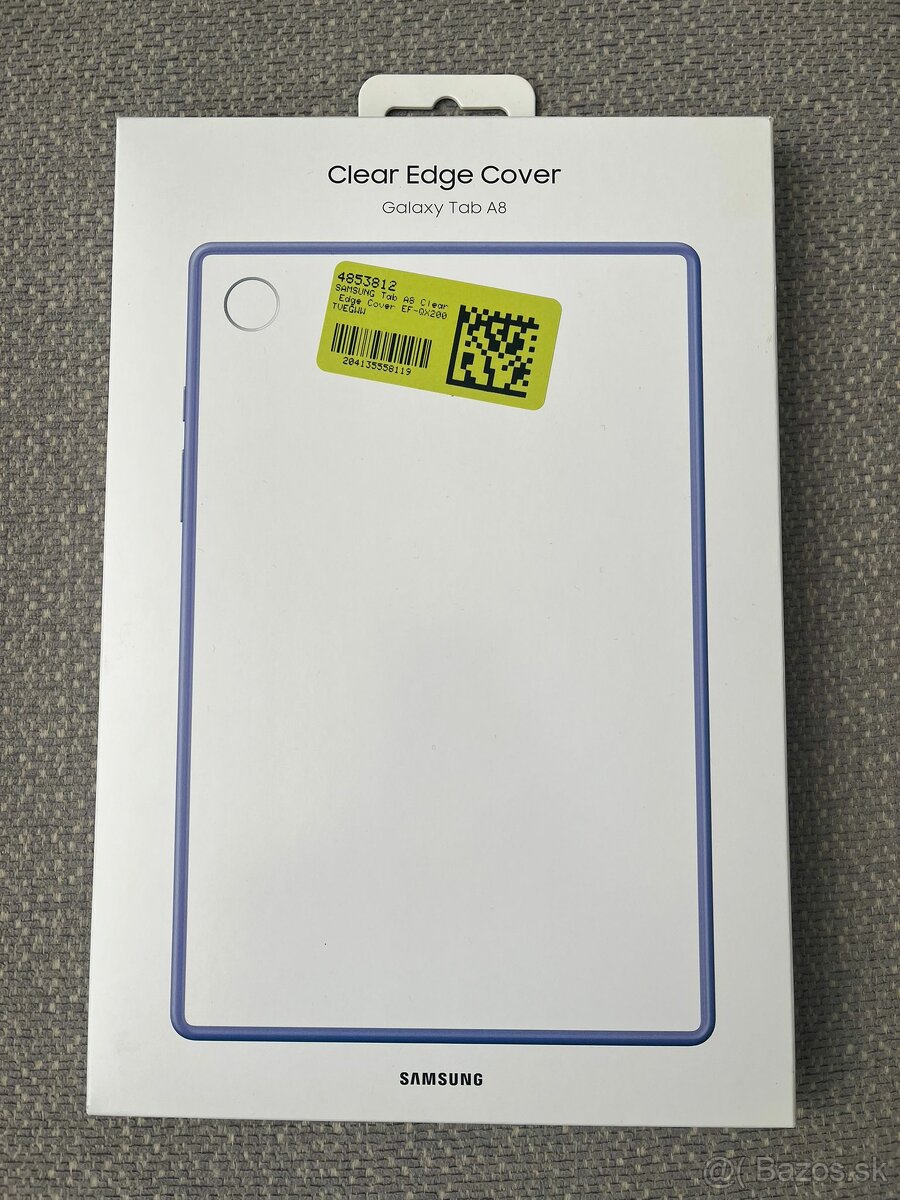 Clear Edge Cover
Galaxy Tab A8
4853812
SAMSUNG Tab A8 Clear
Edge Cover EF-QX200
TVEGWW
204135558119
SAMSUNG
@( Bazos.sk